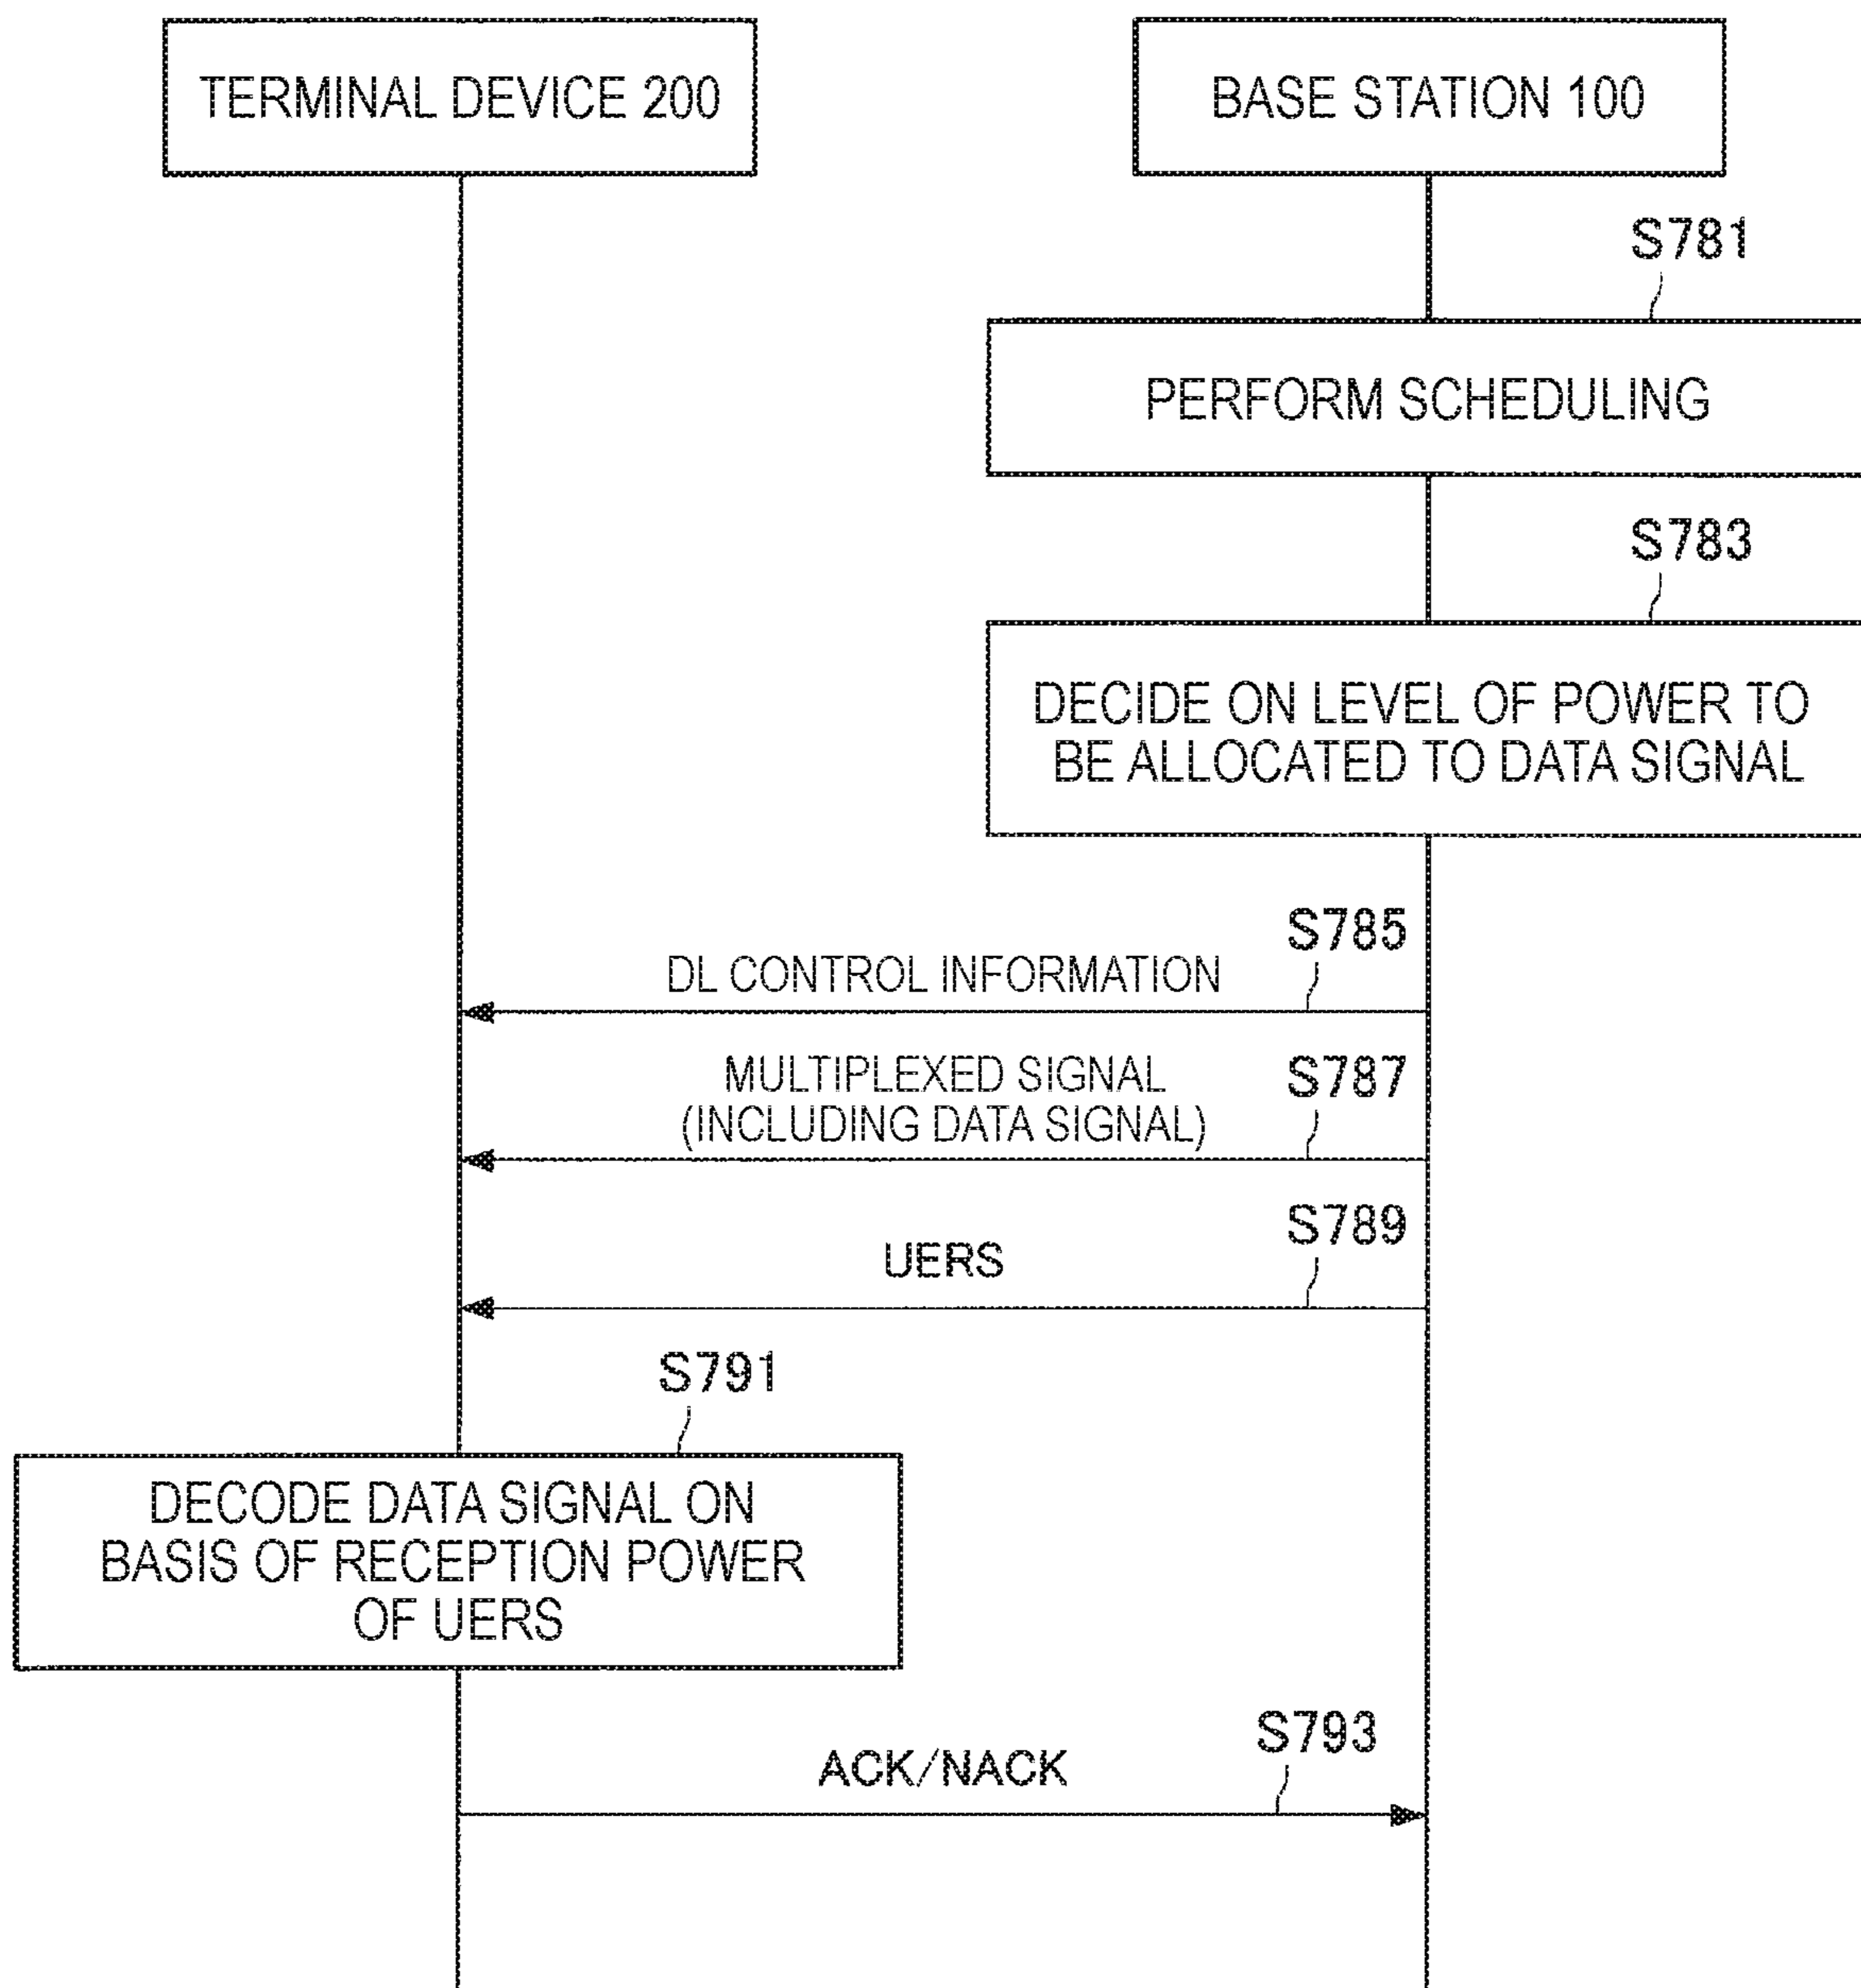 TERMINAL DEVICE 200
BASE STATION 100
S781
PERFORM SCHEDULING
S783
DECIDE ON LEVEL OF POWER TO
BE ALLOCATED TO DATA SIGNAL
S785
DL CONTROL INFORMATION
MULTIPLEXED SIGNAL
(INCLUDING DATA SIGNAL)
S787
S789
UERS
S791
DECODE DATA SIGNAL ON
BASIS OF RECEPTION POWER
OF UERS
S793
ACK/NACK